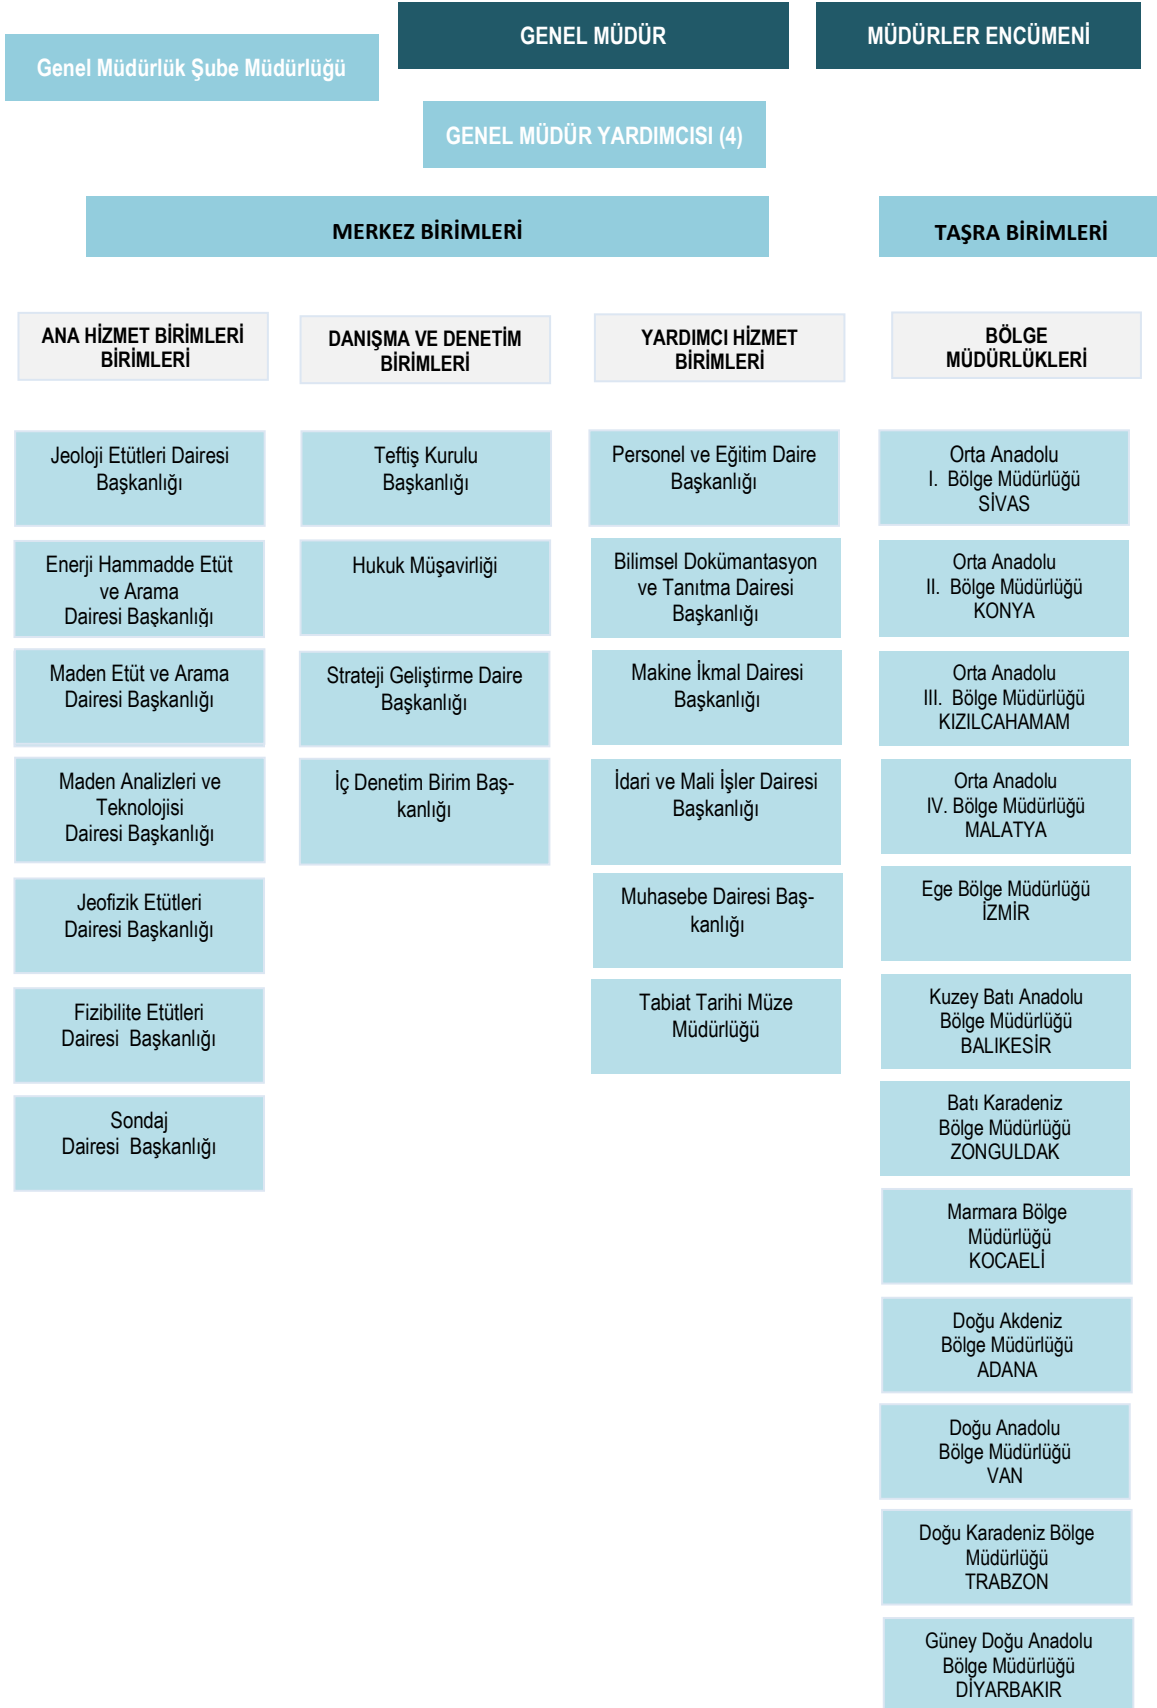 GENEL MÜDÜR
MÜDÜRLER ENCÜMENİ
Genel Müdürlük Şube Müdürlüğü
GENEL MÜDÜR YARDIMCISI (4)
MERKEZ BİRİMLERİ
TAŞRA BİRİMLERİ
ANA HİZMET BİRİMLERİ
BİRİMLERİ
Jeoloji Etütleri Dairesi
Başkanlığı
Enerji Hammadde Etüt
ve Arama
Dairesi Başkanlığı
Maden Etüt ve Arama
Dairesi Başkanlığı
Maden Analizleri ve
Teknolojisi
Dairesi Başkanlığı
Jeofizik Etütleri
Dairesi Başkanlığı
Fizibilite Etütleri
Dairesi Başkanlığı
Sondaj
Dairesi Başkanlığı
DANIŞMA VE DENETİM
BİRİMLERİ
Teftiş Kurulu
Başkanlığı
Hukuk Müşavirliği
Strateji Geliştirme Daire
Başkanlığı
İç Denetim Birim Baş-
kanlığı
YARDIMCI HİZMET
BİRİMLERİ
Personel ve Eğitim Daire
Başkanlığı
Bilimsel Dokümantasyon
ve Tanıtma Dairesi
Başkanlığı
Makine İkmal Dairesi
Başkanlığı
İdari ve Mali İşler Dairesi
Başkanlığı
Muhasebe Dairesi Baş-
kanlığı
Tabiat Tarihi Müze
Müdürlüğü
BÖLGE
MÜDÜRLÜKLERİ
Orta Anadolu
I. Bölge Müdürlüğü
SİVAS
Orta Anadolu
II. Bölge Müdürlüğü
KONYA
Orta Anadolu
III. Bölge Müdürlüğü
KIZILCAHAMAM
Orta Anadolu
IV. Bölge Müdürlüğü
MALATYA
Ege Bölge Müdürlüğü
İZMİR
Kuzey Batı Anadolu
Bölge Müdürlüğü
BALIKESİR
Batı Karadeniz
Bölge Müdürlüğü
ZONGULDAK
Marmara Bölge
Müdürlüğü
KOCAELİ
Doğu Akdeniz
Bölge Müdürlüğü
ADANA
Doğu Anadolu
Bölge Müdürlüğü
VAN
Doğu Karadeniz Bölge
Müdürlüğü
TRABZON
Güney Doğu Anadolu
Bölge Müdürlüğü
DİYARBAKIR